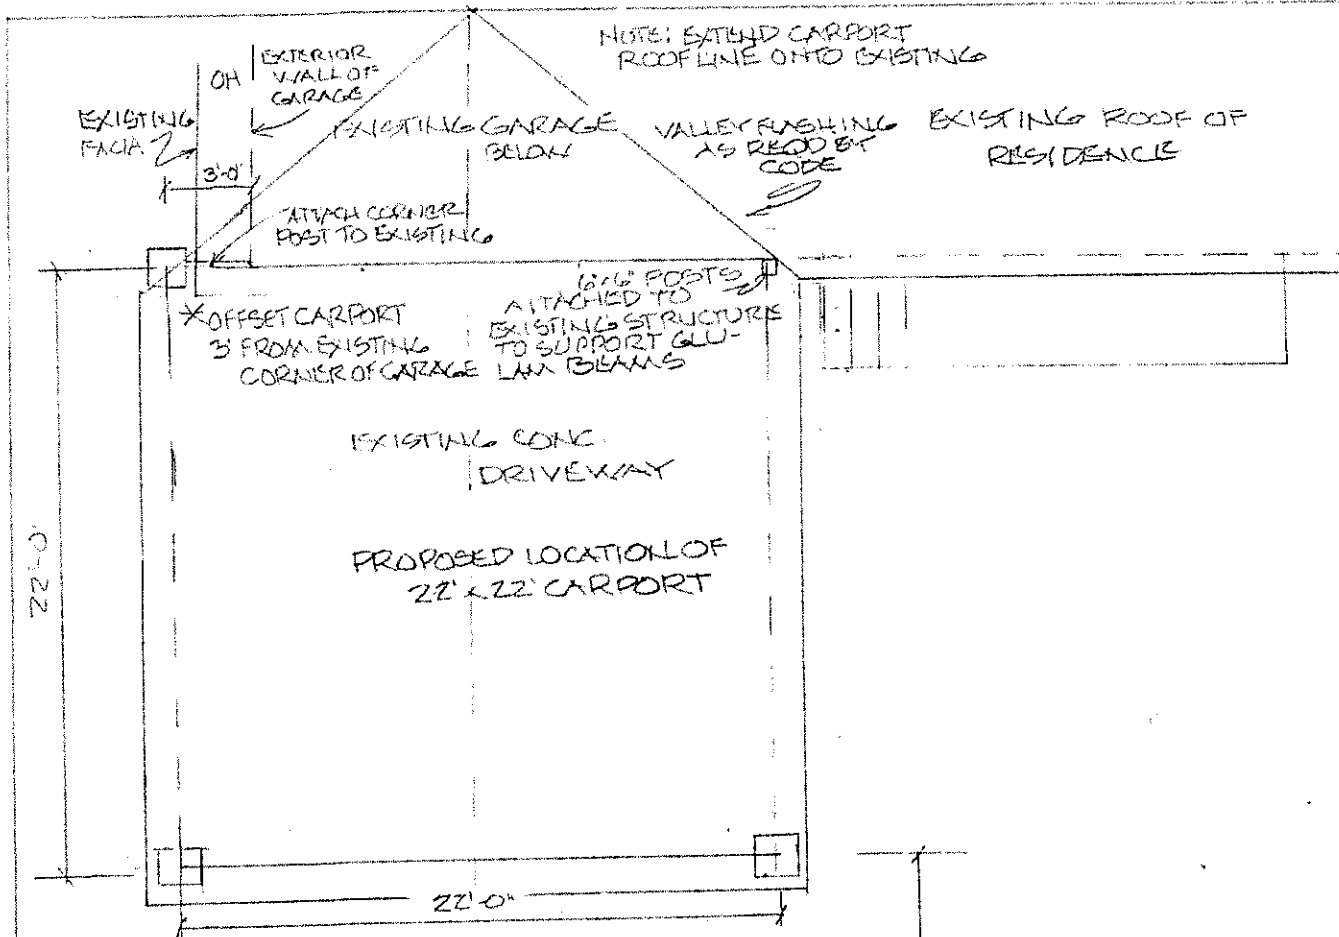 NOTE: EXTEND CARPORT
ROOFLINE ONTO EXISTING
OH
EXTERIOR
WALL OF
GARAGE
EXISTING
FACIA
EXISTING GARAGE
BELOW
VALLEY FLASHING
AS REQD BY
CODE
EXISTING ROOF OF
RESIDENCE
3'-0"
ATTACH CORNER
POST TO EXISTING
6x6 POSTS
ATTACHED TO
EXISTING STRUCTURE
TO SUPPORT GLU-
LAM BEAMS
*OFFSET CARPORT
3' FROM EXISTING
CORNER OF GARAGE
EXISTING CONC.
DRIVEWAY
PROPOSED LOCATION OF
22' x 22' CARPORT
22'-0"
22'-0"